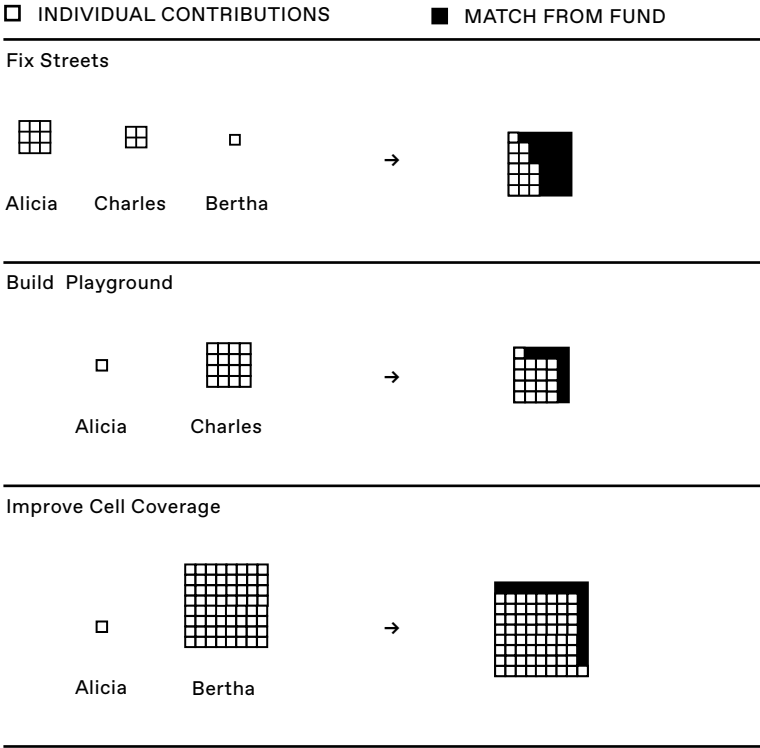 INDIVIDUAL CONTRIBUTIONS MATCH FROM FUND
Fix Streets
→
Alicia Charles Bertha
Build Playground
→
Alicia Charles
Improve Cell Coverage
→
Alicia Bertha